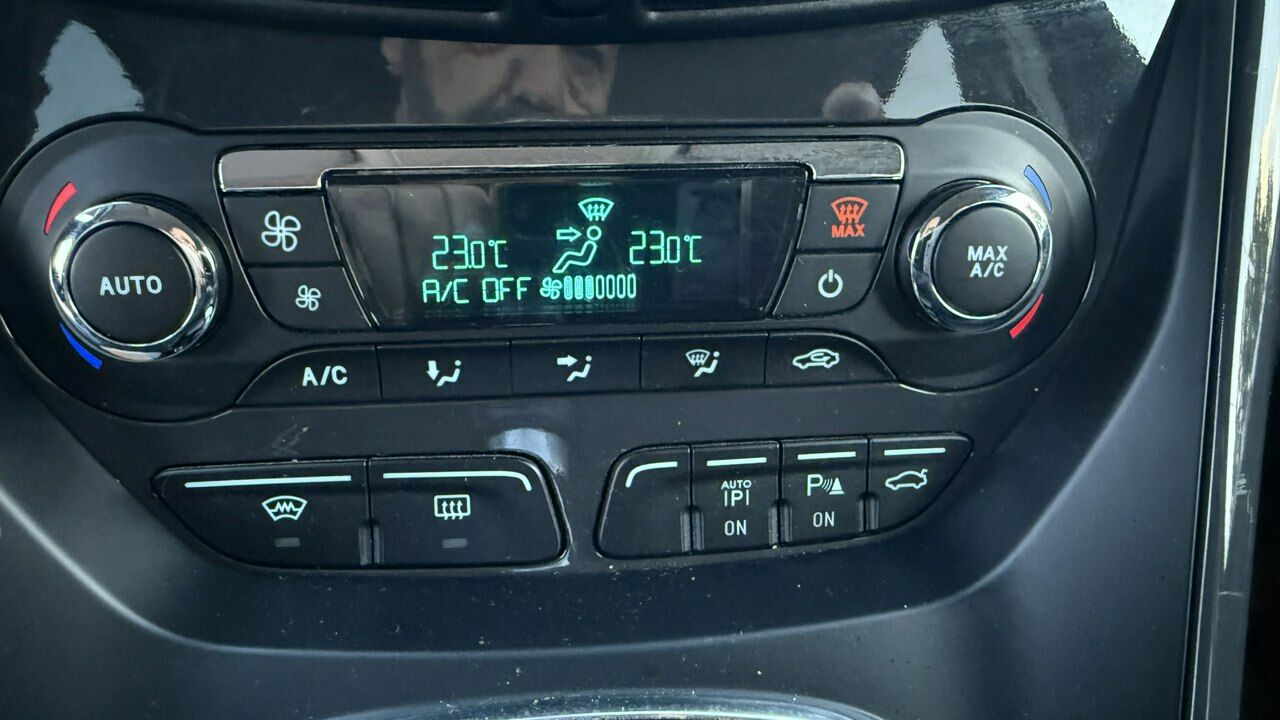 AUTO
23.0°C
23.0°C
A/C OFF
MAX
MAX
A/C
A/C
AUTO
P
ON
P
ON